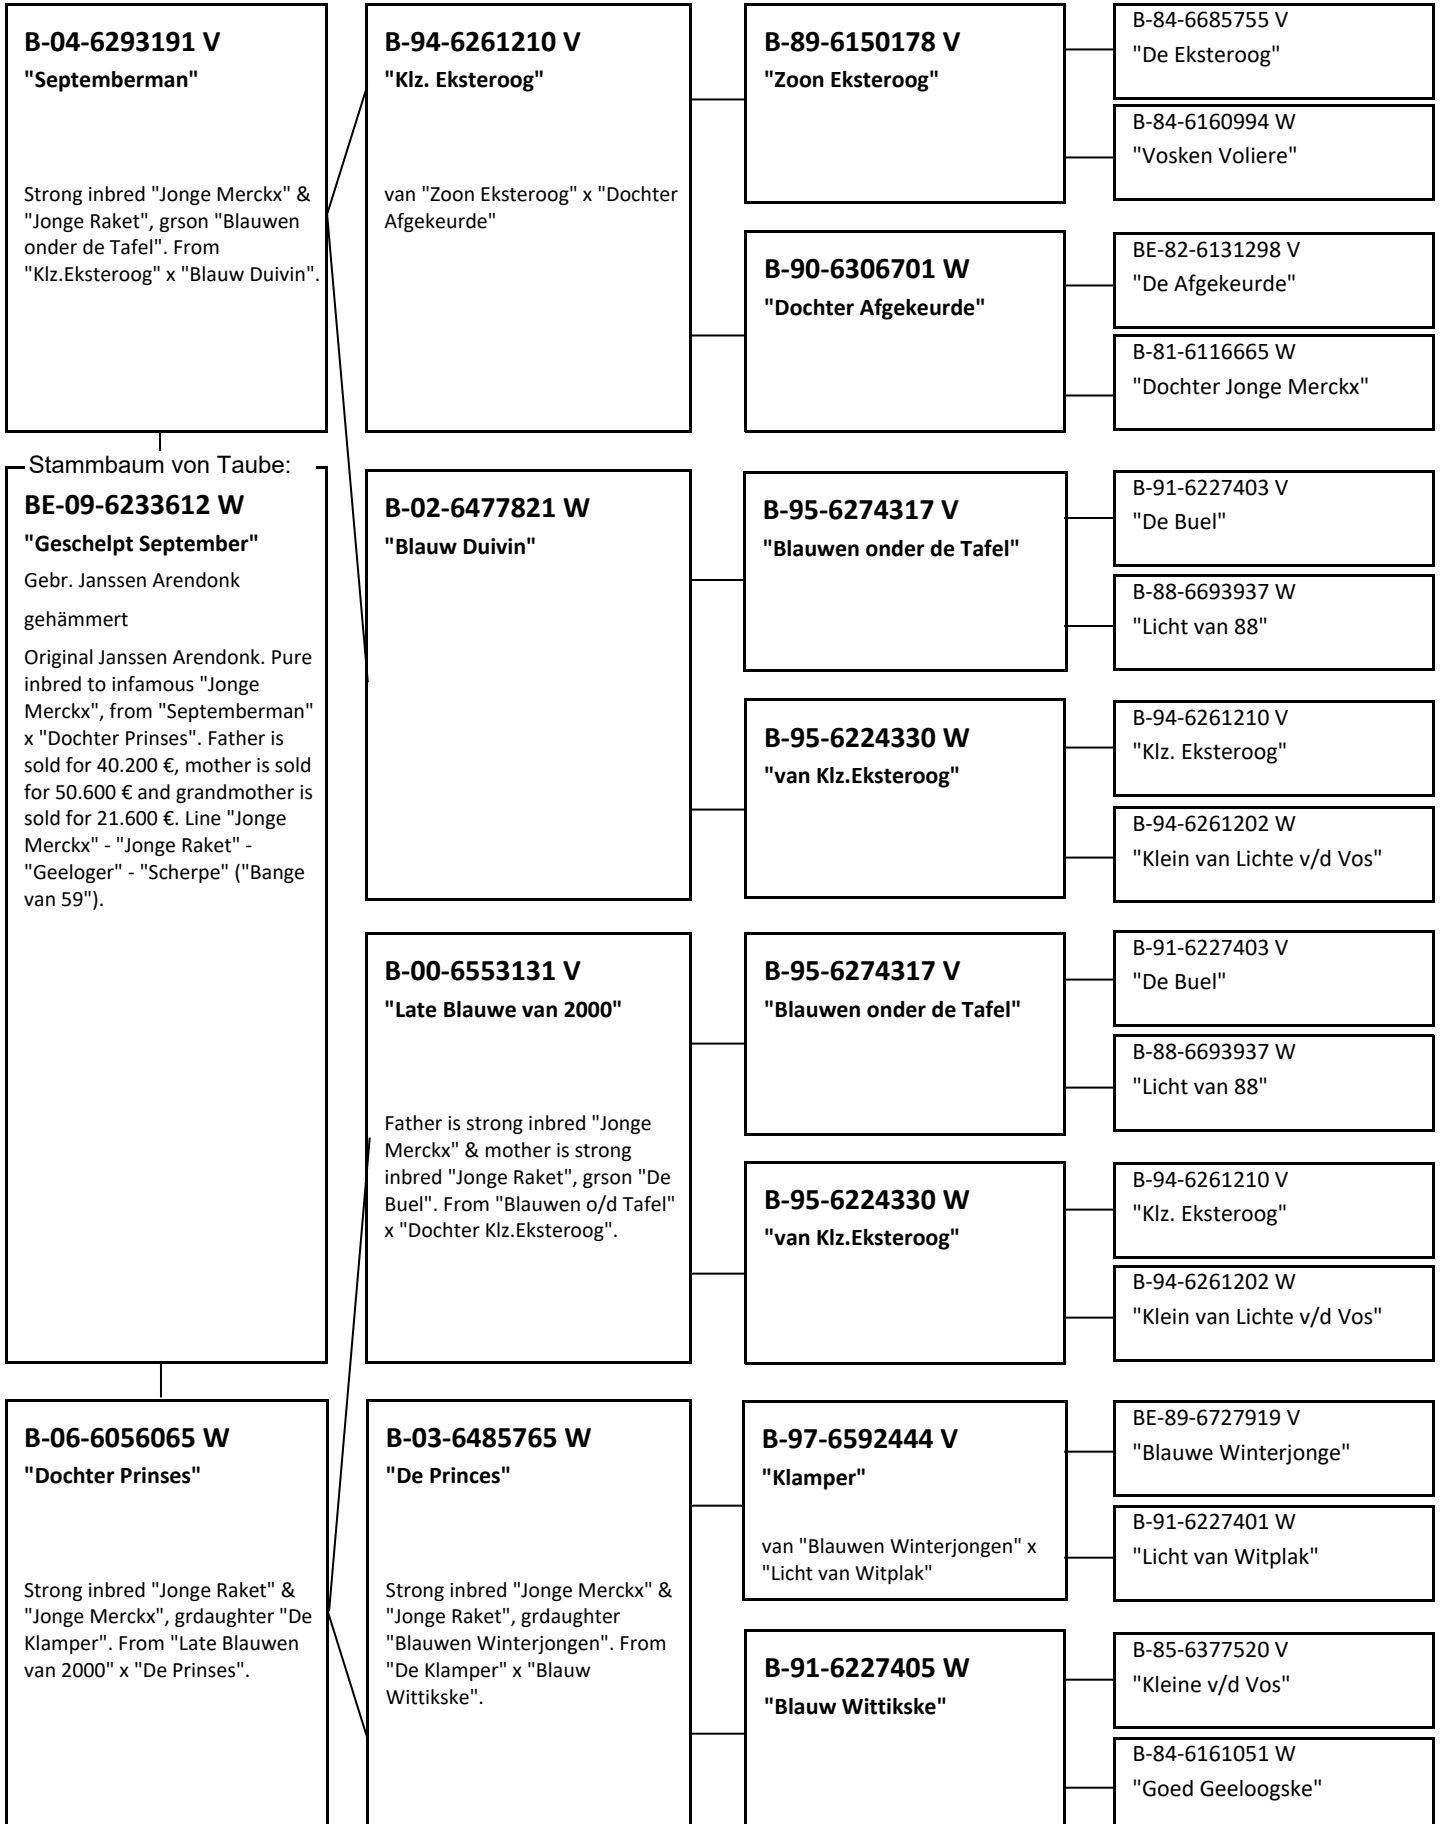 B-04-6293191 V
"Septemberman"
Strong inbred "Jonge Merckx" &
"Jonge Raket", grson "Blauwen
onder de Tafel". From
"Klz.Eksteroog" x "Blauw Duivin".
Stammbaum von Taube:
BE-09-6233612 W
"Geschelpt September"
Gebr. Janssen Arendonk
gehämmert
Original Janssen Arendonk. Pure
inbred to infamous "Jonge
Merckx", from "Septemberman"
x "Dochter Prinses". Father is
sold for 40.200 €, mother is sold
for 50.600 € and grandmother is
sold for 21.600 €. Line "Jonge
Merckx" - "Jonge Raket" -
"Geeloger" - "Scherpe" ("Bange
van 59").
B-06-6056065 W
"Dochter Prinses"
Strong inbred "Jonge Raket" &
"Jonge Merckx", grdaughter "De
Klamper". From "Late Blauwen
van 2000" x "De Prinses".
B-94-6261210 V
"Klz. Eksteroog"
van "Zoon Eksteroog" x "Dochter
Afgekeurde"
B-02-6477821 W
"Blauw Duivin"
B-00-6553131 V
"Late Blauwe van 2000"
Father is strong inbred "Jonge
Merckx" & mother is strong
inbred "Jonge Raket", grson "De
Buel". From "Blauwen o/d Tafel"
x "Dochter Klz.Eksteroog".
B-03-6485765 W
"De Princes"
Strong inbred "Jonge Merckx" &
"Jonge Raket", grdaughter
"Blauwen Winterjongen". From
"De Klamper" x "Blauw
Wittikske".
B-89-6150178 V
"Zoon Eksteroog"
B-90-6306701 W
"Dochter Afgekeurde"
B-95-6274317 V
"Blauwen onder de Tafel"
B-95-6224330 W
"van Klz.Eksteroog"
B-95-6274317 V
"Blauwen onder de Tafel"
B-95-6224330 W
"van Klz.Eksteroog"
B-97-6592444 V
"Klamper"
van "Blauwen Winterjongen" x
"Licht van Witplak"
B-91-6227405 W
"Blauw Wittikske"
B-84-6685755 V
"De Eksteroog"
B-84-6160994 W
"Vosken Voliere"
BE-82-6131298 V
"De Afgekeurde"
B-81-6116665 W
"Dochter Jonge Merckx"
B-91-6227403 V
"De Buel"
B-88-6693937 W
"Licht van 88"
B-94-6261210 V
"Klz. Eksteroog"
B-94-6261202 W
"Klein van Lichte v/d Vos"
B-91-6227403 V
"De Buel"
B-88-6693937 W
"Licht van 88"
B-94-6261210 V
"Klz. Eksteroog"
B-94-6261202 W
"Klein van Lichte v/d Vos"
BE-89-6727919 V
"Blauwe Winterjonge"
B-91-6227401 W
"Licht van Witplak"
B-85-6377520 V
"Kleine v/d Vos"
B-84-6161051 W
"Goed Geeloogske"